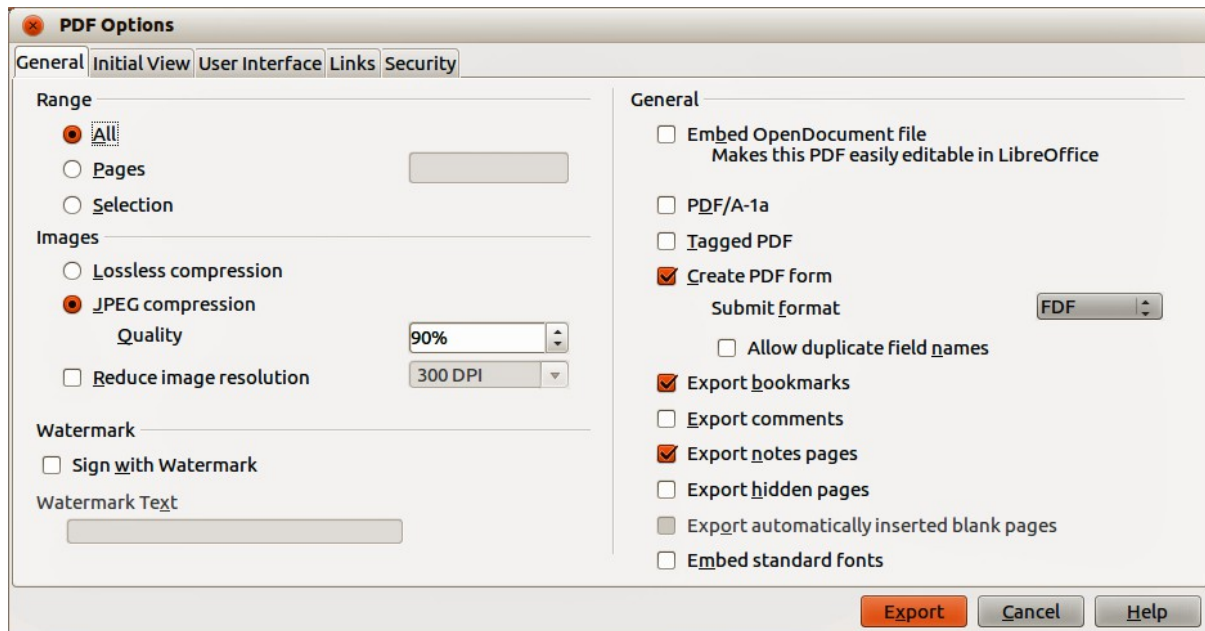 PDF Options
General Initial View User Interface Links Security
Range
All
Pages
Selection
Images
Lossless compression
JPEG compression
Quality 90%
Reduce image resolution 300 DPI
Watermark
Sign with Watermark
Watermark Text
General
Embed OpenDocument file
Makes this PDF easily editable in LibreOffice
PDF/A-1a
Tagged PDF
Create PDF form
Submit format FDF
Allow duplicate field names
Export bookmarks
Export comments
Export notes pages
Export hidden pages
Export automatically inserted blank pages
Embed standard fonts
Export Cancel Help